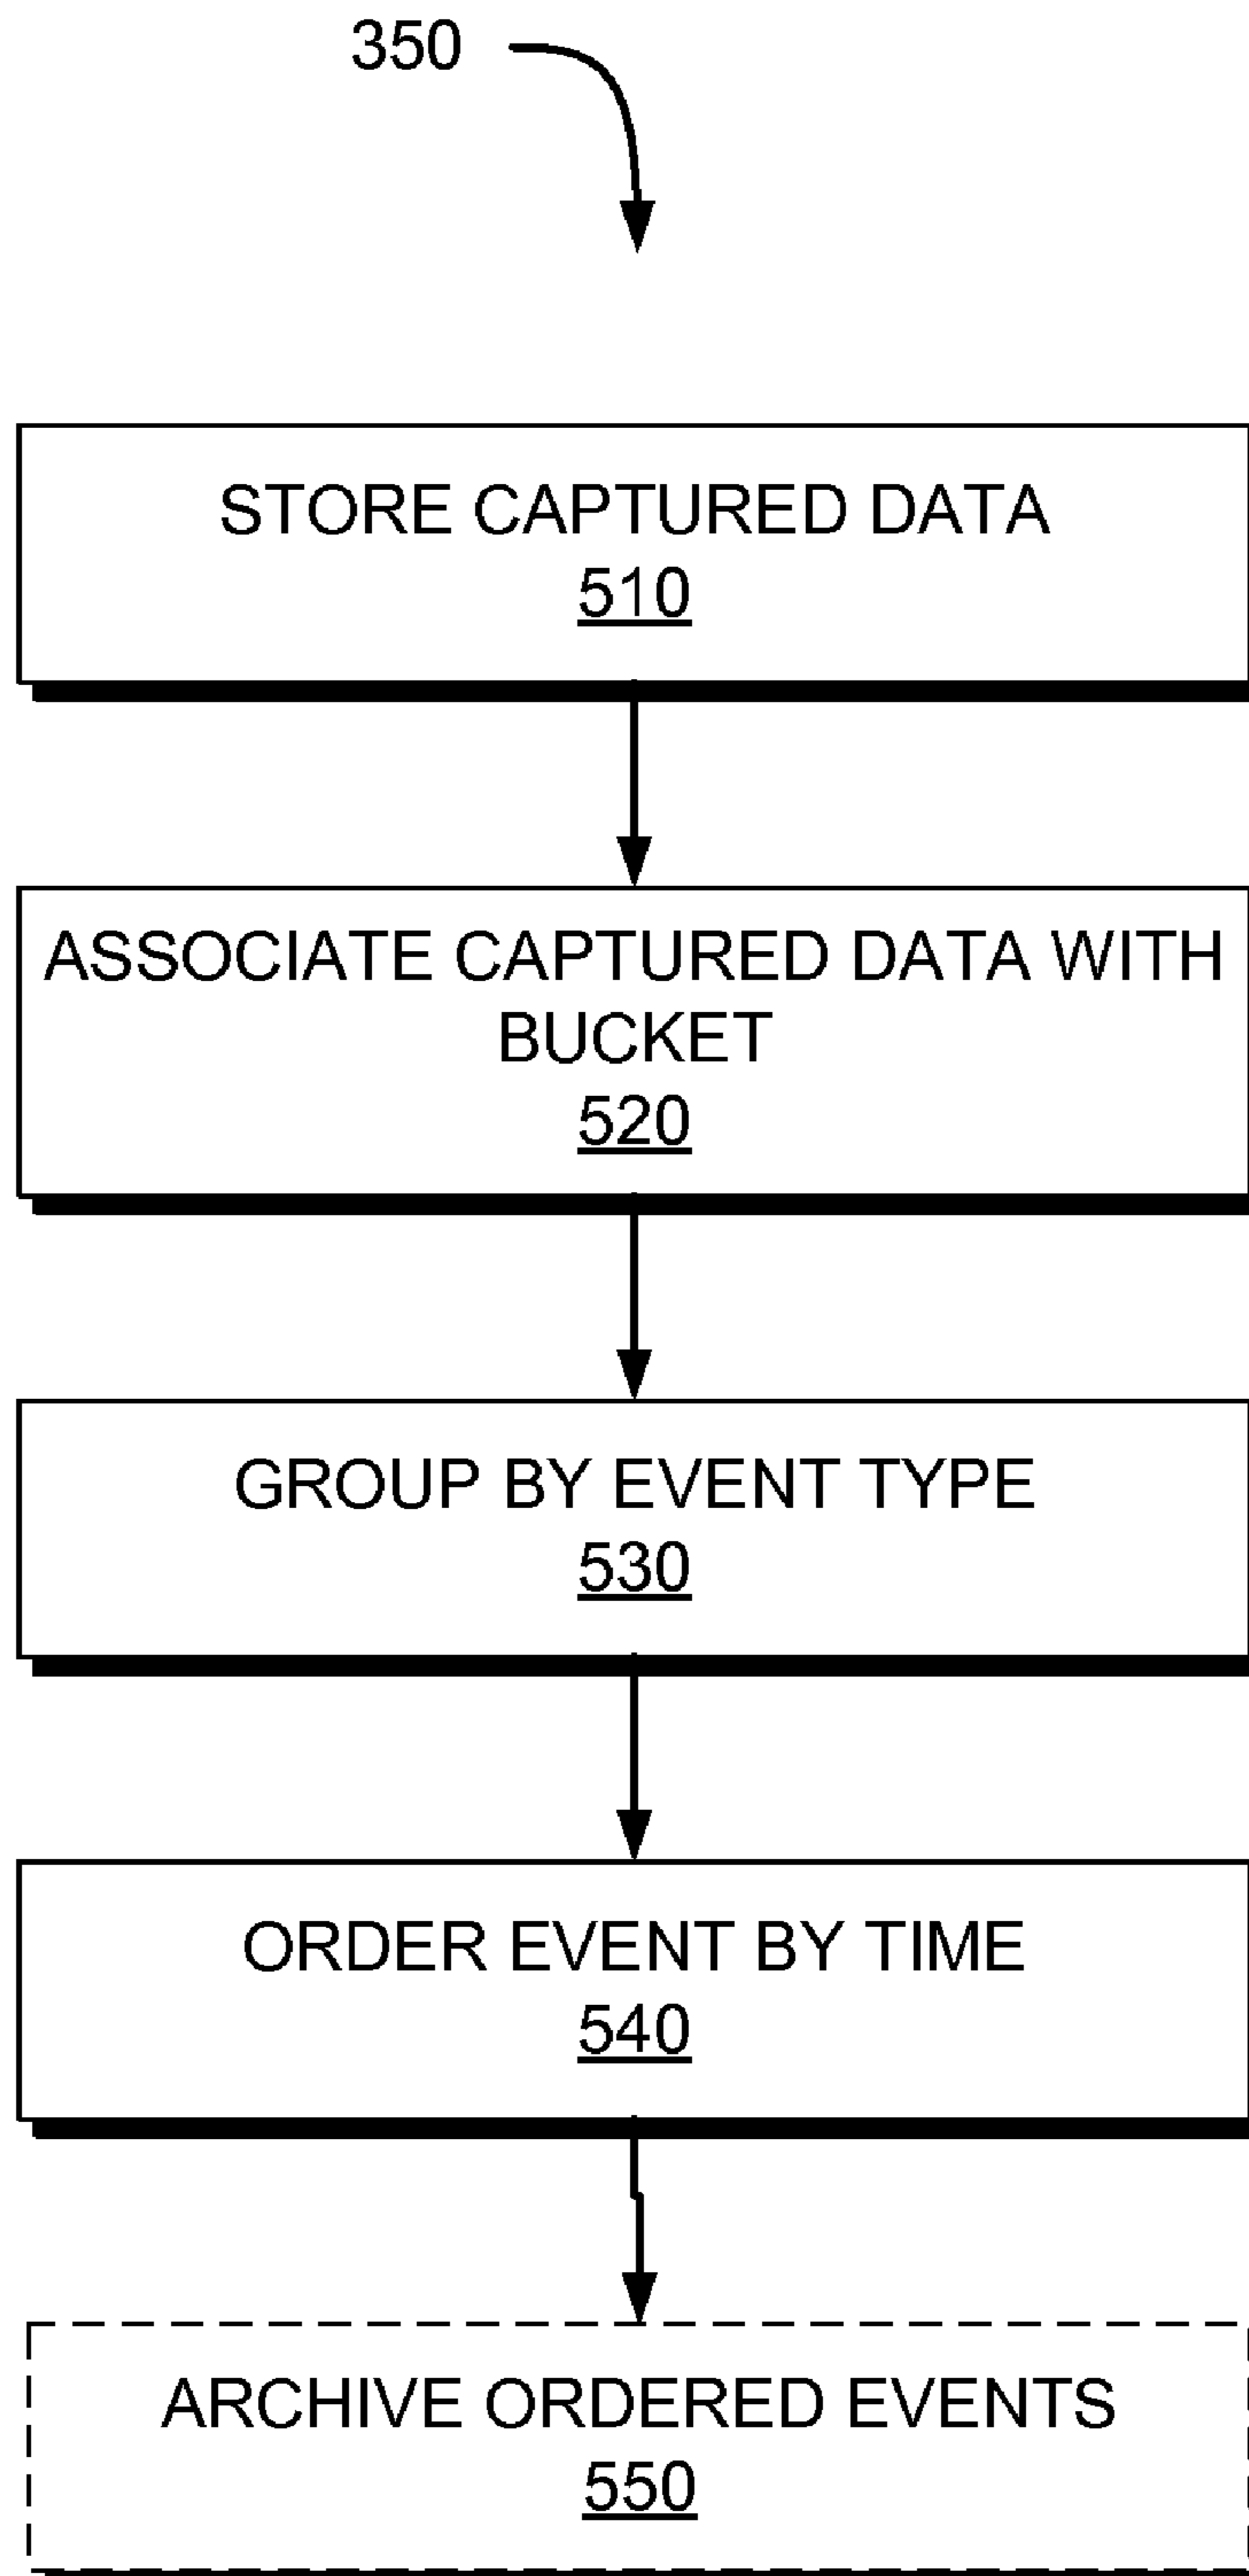 350
STORE CAPTURED DATA
510
ASSOCIATE CAPTURED DATA WITH
BUCKET
520
GROUP BY EVENT TYPE
530
ORDER EVENT BY TIME
540
ARCHIVE ORDERED EVENTS
550